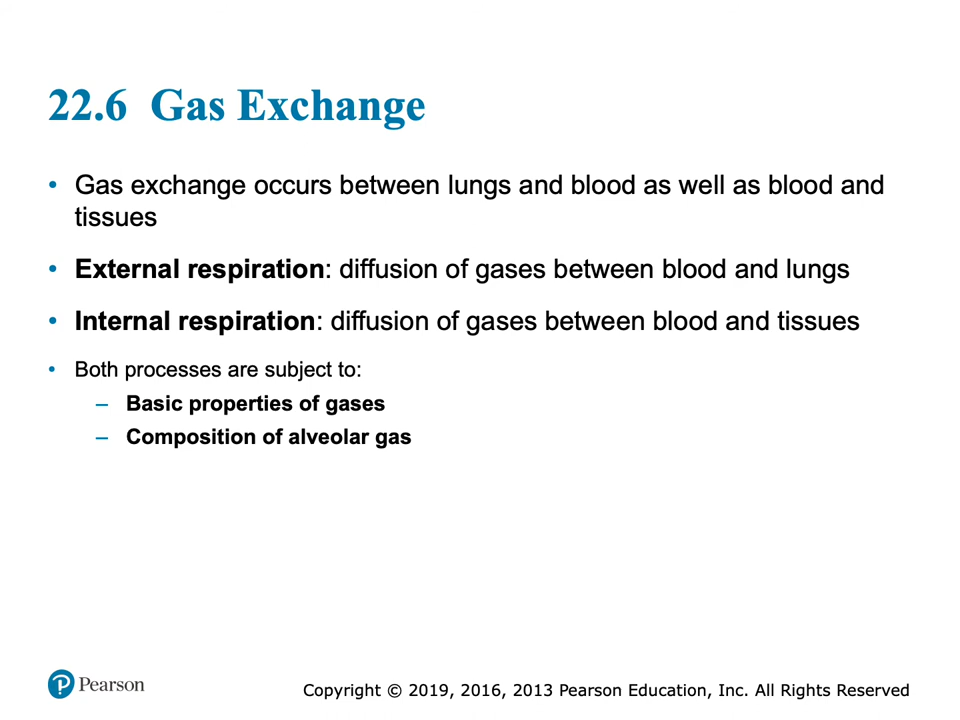 22.6 Gas Exchange
• Gas exchange occurs between lungs and blood as well as blood and
tissues
• External respiration: diffusion of gases between blood and lungs
• Internal respiration: diffusion of gases between blood and tissues
• Both processes are subject to:
– Basic properties of gases
– Composition of alveolar gas
P Pearson
Copyright © 2019, 2016, 2013 Pearson Education, Inc. All Rights Reserved